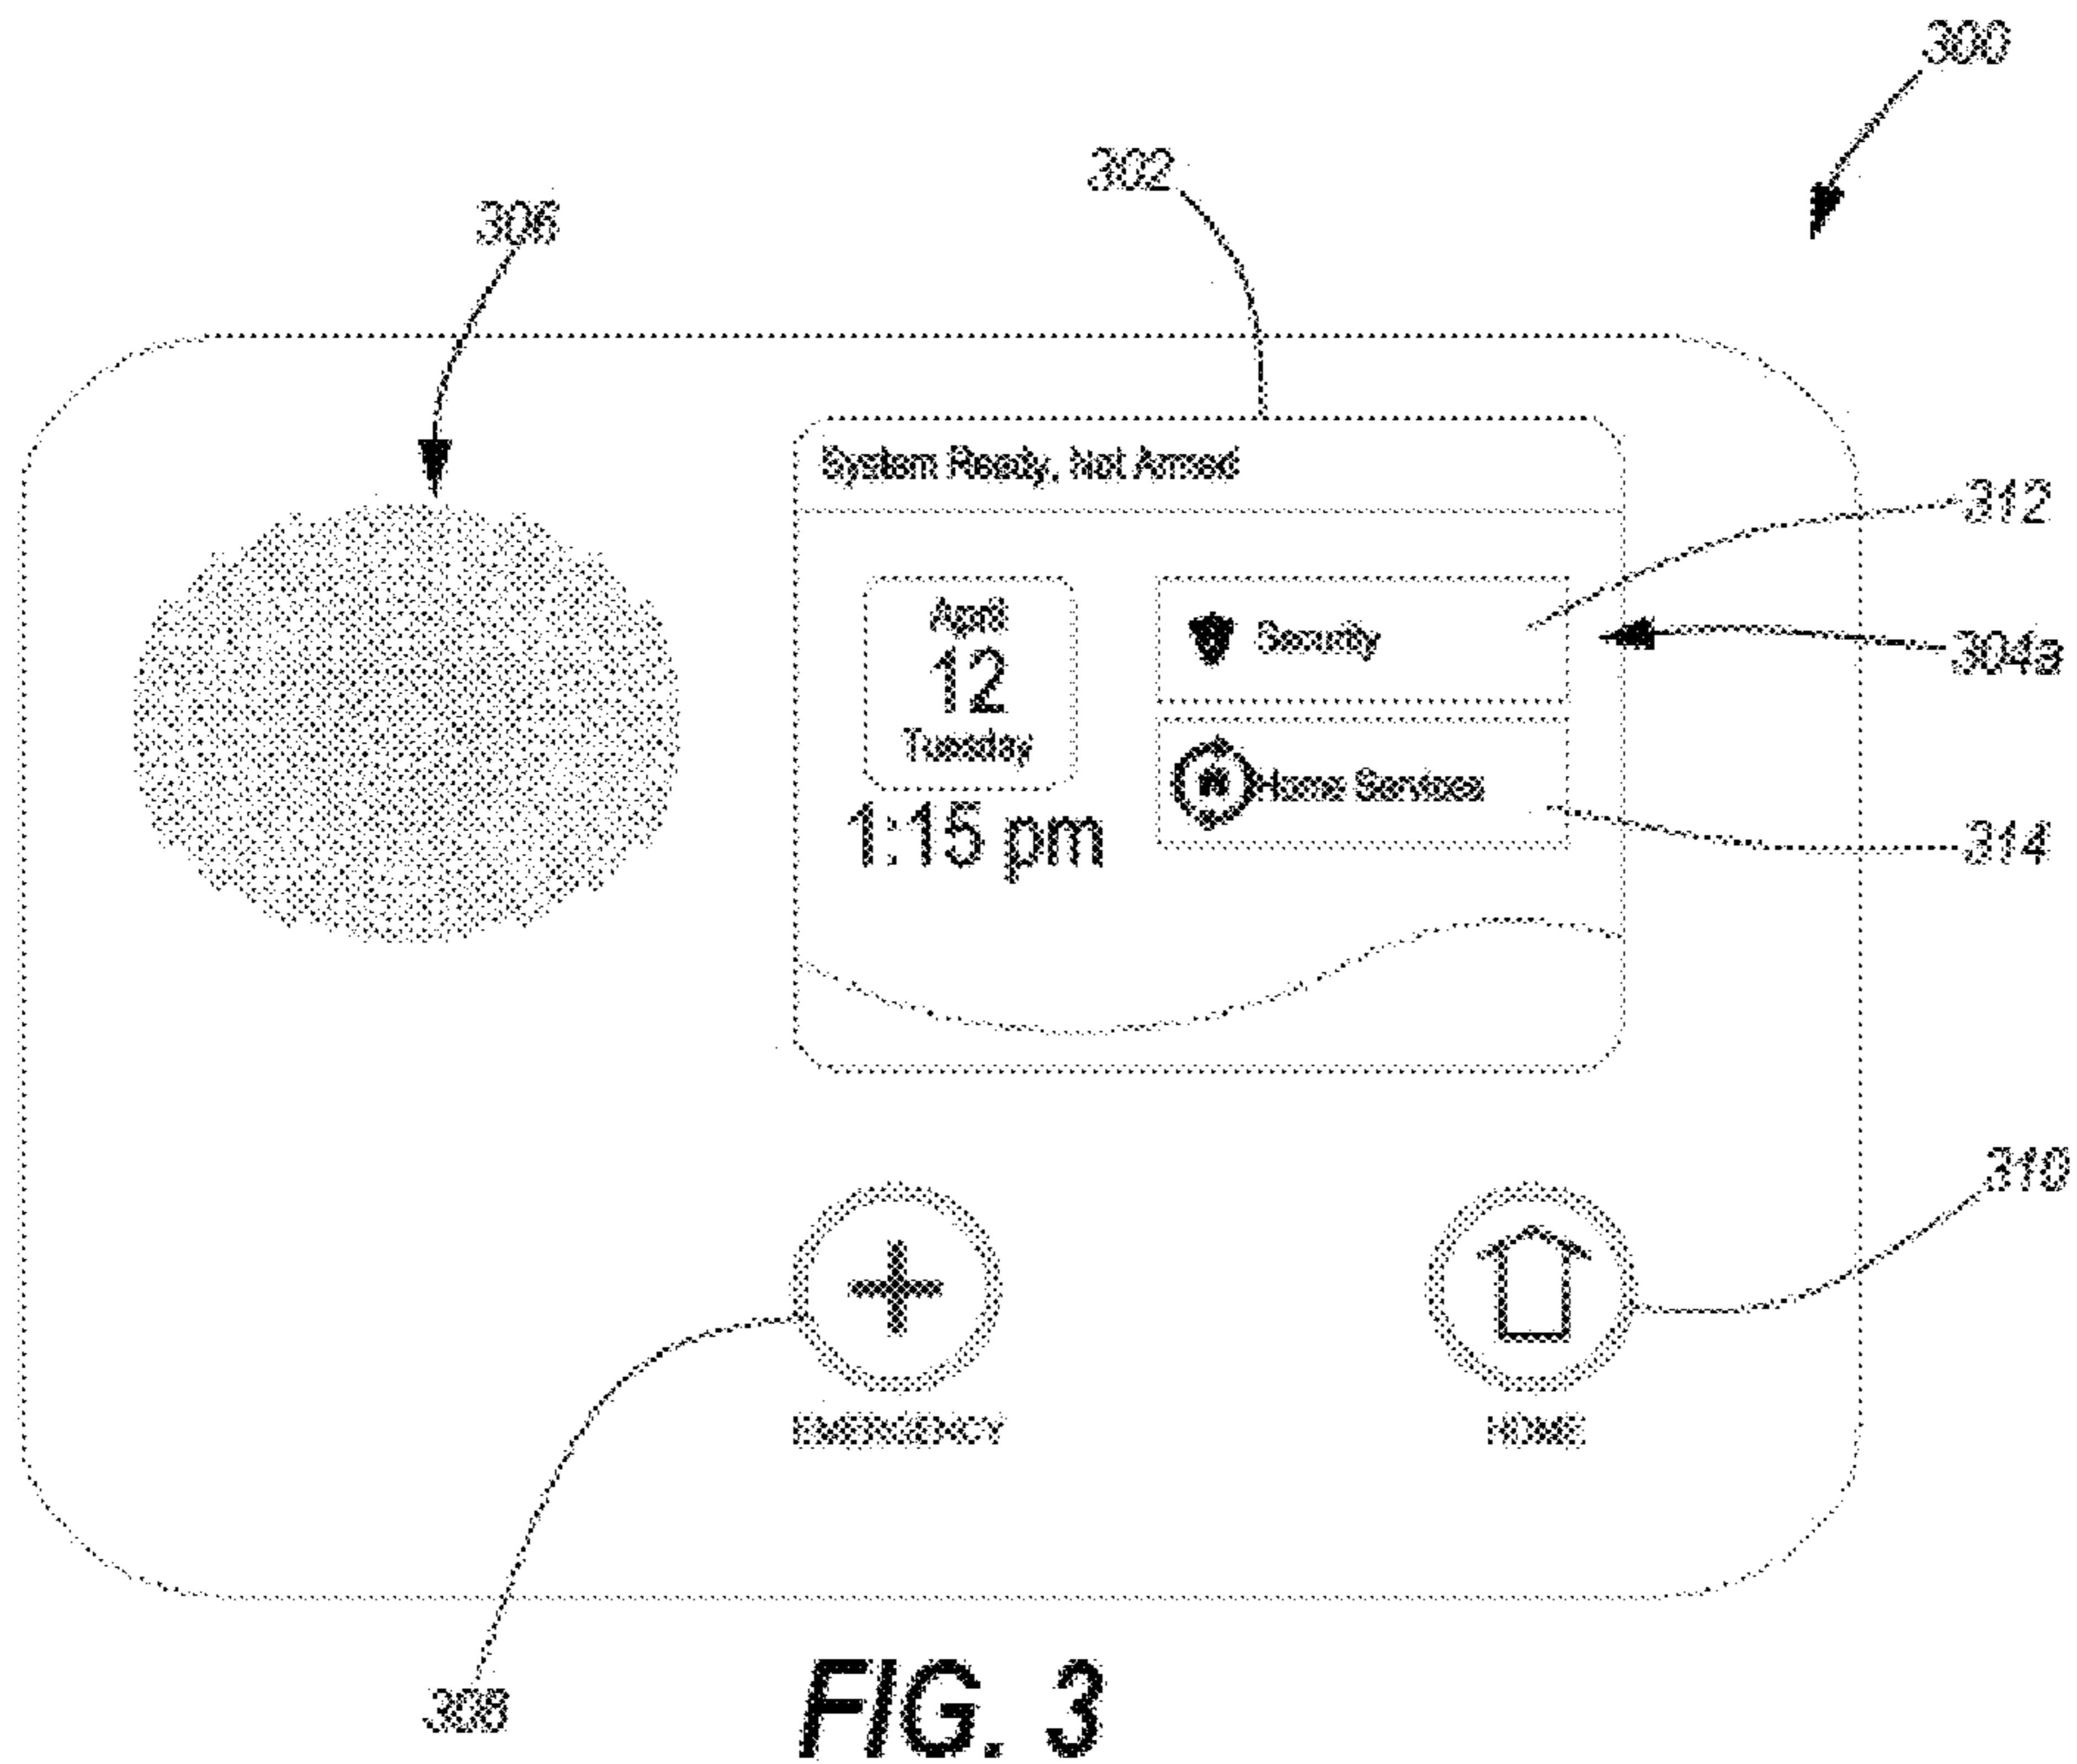 300
302
306
System Ready, Not Armed
312
April
12
Tuesday
1:15 pm
Security
304a
Home Services
314
310
EMERGENCY
HOME
308
FIG. 3